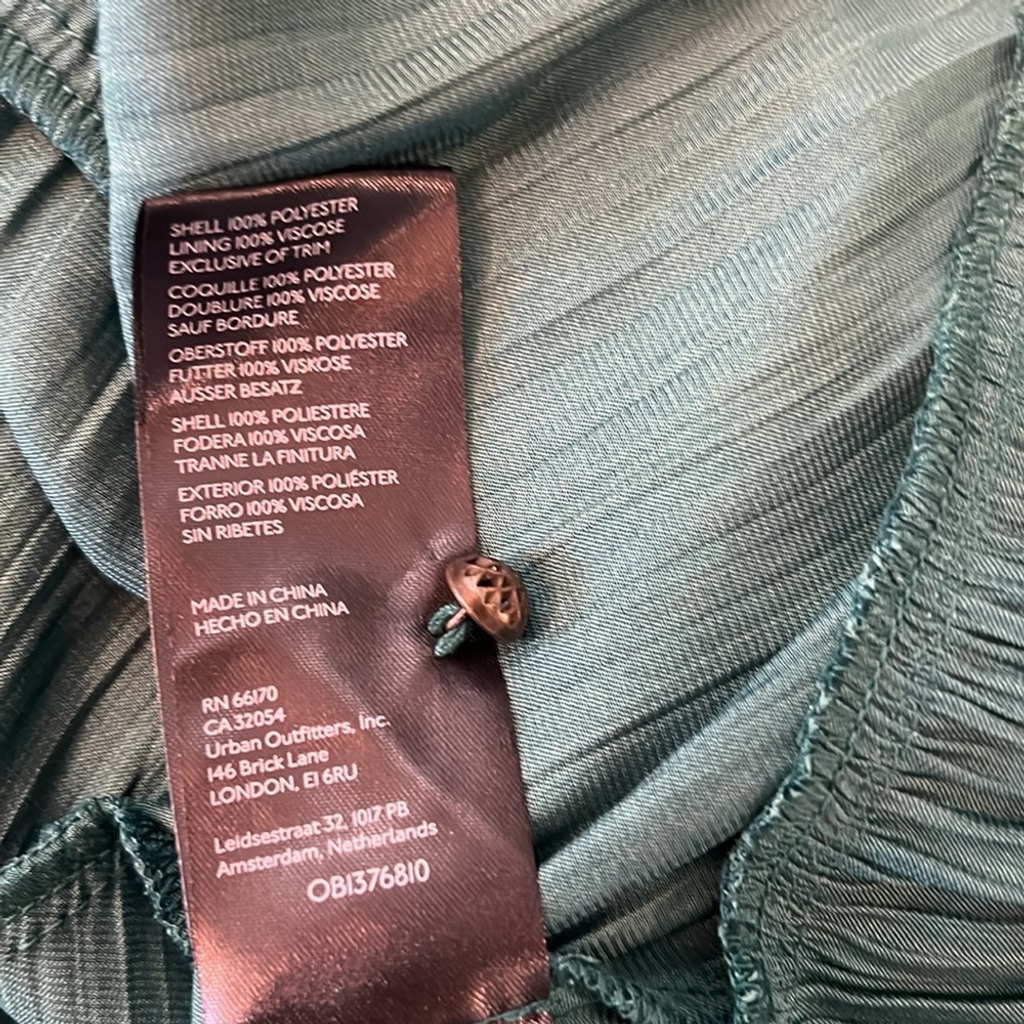 SHELL 100% POLYESTER
LINING 100% VISCOSE
EXCLUSIVE OF TRIM
COQUILLE 100% POLYESTER
DOUBLURE 100% VISCOSE
SAUF BORDURE
OBERSTOFF 100% POLYESTER
FUTTER 100% VISKOSE
AUSSER BESATZ
SHELL 100% POLIESTERE
FODERA 100% VISCOSA
TRANNE LA FINITURA
EXTERIOR 100% POLIÉSTER
FORRO 100% VISCOSA
SIN RIBETES
MADE IN CHINA
HECHO EN CHINA
RN 66170
CA 32054
Urban Outfitters, Inc.
146 Brick Lane
LONDON, E1 6RU
Leidsestraat 32, 1017 PB
Amsterdam, Netherlands
OB1376810